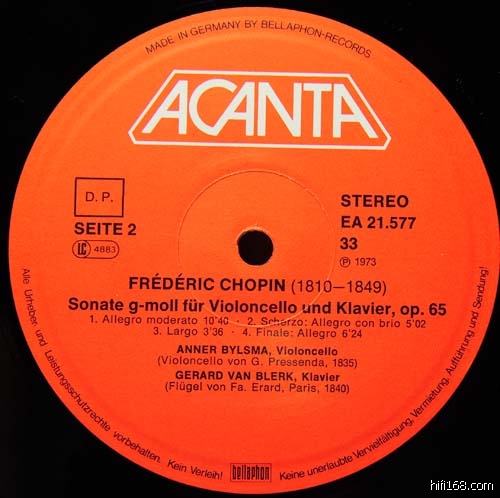 MADE IN GERMANY BY BELLAPHON-RECORDS
ACANTA
D. P.
SEITE 2
LC 4883
STEREO
EA 21.577
33
Ⓟ 1973
FRÉDÉRIC CHOPIN (1810—1849)
Sonate g-moll für Violoncello und Klavier, op. 65
1. Allegro moderato 10'40 · 2. Scherzo: Allegro con brio 5'02
3. Largo 3'36 · 4. Finale: Allegro 6'24
ANNER BYLSMA, Violoncello
(Violoncello von G. Pressenda, 1835)
GERARD VAN BLERK, Klavier
(Flügel von Fa. Erard, Paris, 1840)
Alle Urheber- und Leistungsschutzrechte vorbehalten. Kein Verleih!
bellaphon
Keine unerlaubte Vervielfältigung, Vermietung, Aufführung und Sendung!
hifi168.com